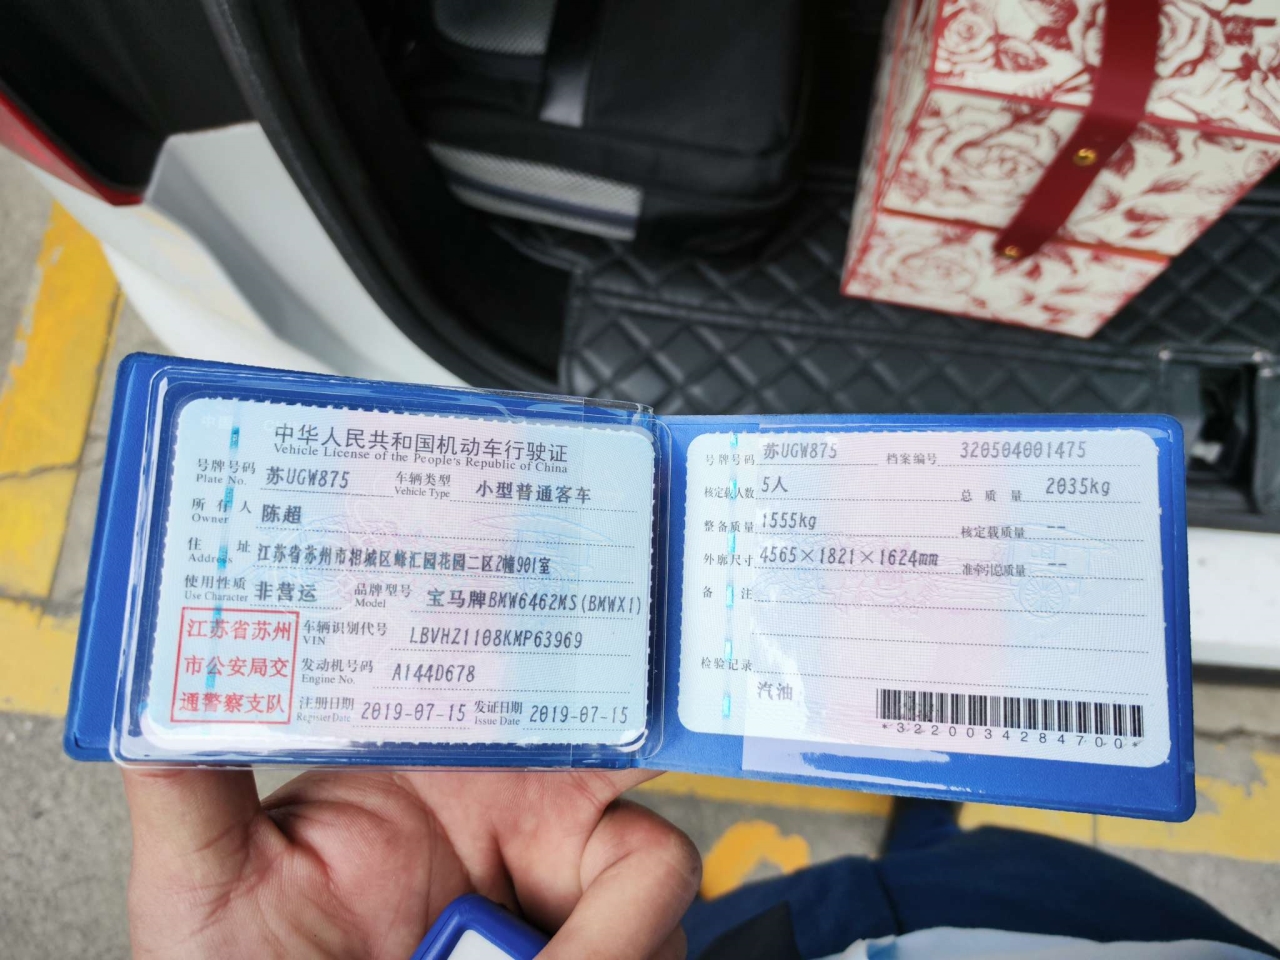 中华人民共和国机动车行驶证
Vehicle License of the People's Republic of China
号牌号码 苏UGW875 车辆类型 小型普通客车
Plate No. Vehicle Type
所有人 陈超
Owner
住址 江苏省苏州市相城区峰汇园花园二区2幢901室
Address
使用性质 非营运 品牌型号 宝马牌BMW6462MS(BMWX1)
Use Character Model
江苏省苏州
市公安局交
通警察支队
车辆识别代号 LBVHZ1108KMP63969
VIN
发动机号码 A144D678
Engine No.
注册日期 2019-07-15 发证日期 2019-07-15
Register Date Issue Date
号牌号码 苏UGW875 档案编号 320504001475
核定载人数 5人 总质量 2035kg
整备质量 1555kg 核定载质量 --
外廓尺寸 4565×1821×1624mm 准牵引总质量 --
备注
检验记录
汽油
*3220034284700*